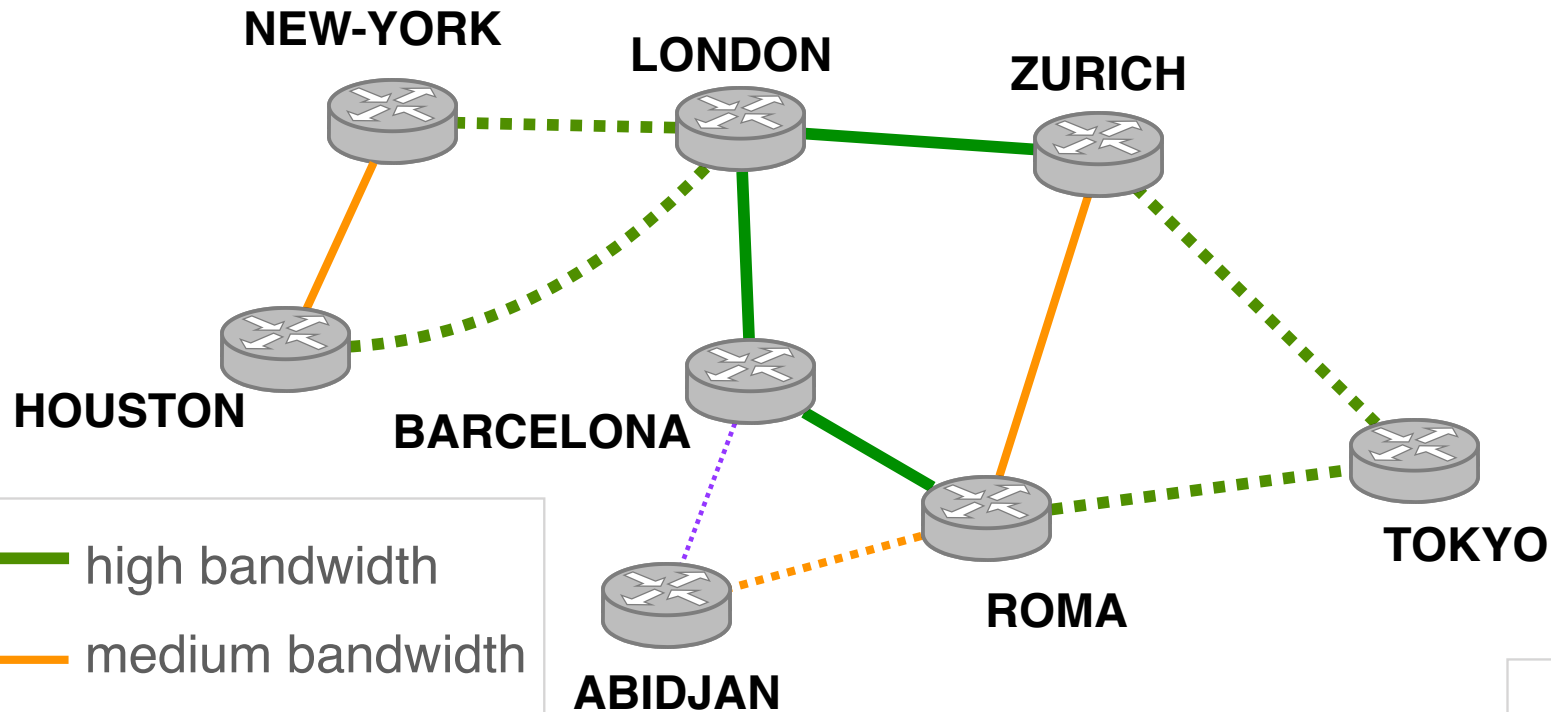 NEW-YORK
LONDON
ZURICH
HOUSTON
BARCELONA
TOKYO
ROMA
ABIDJAN
high bandwidth
medium bandwidth